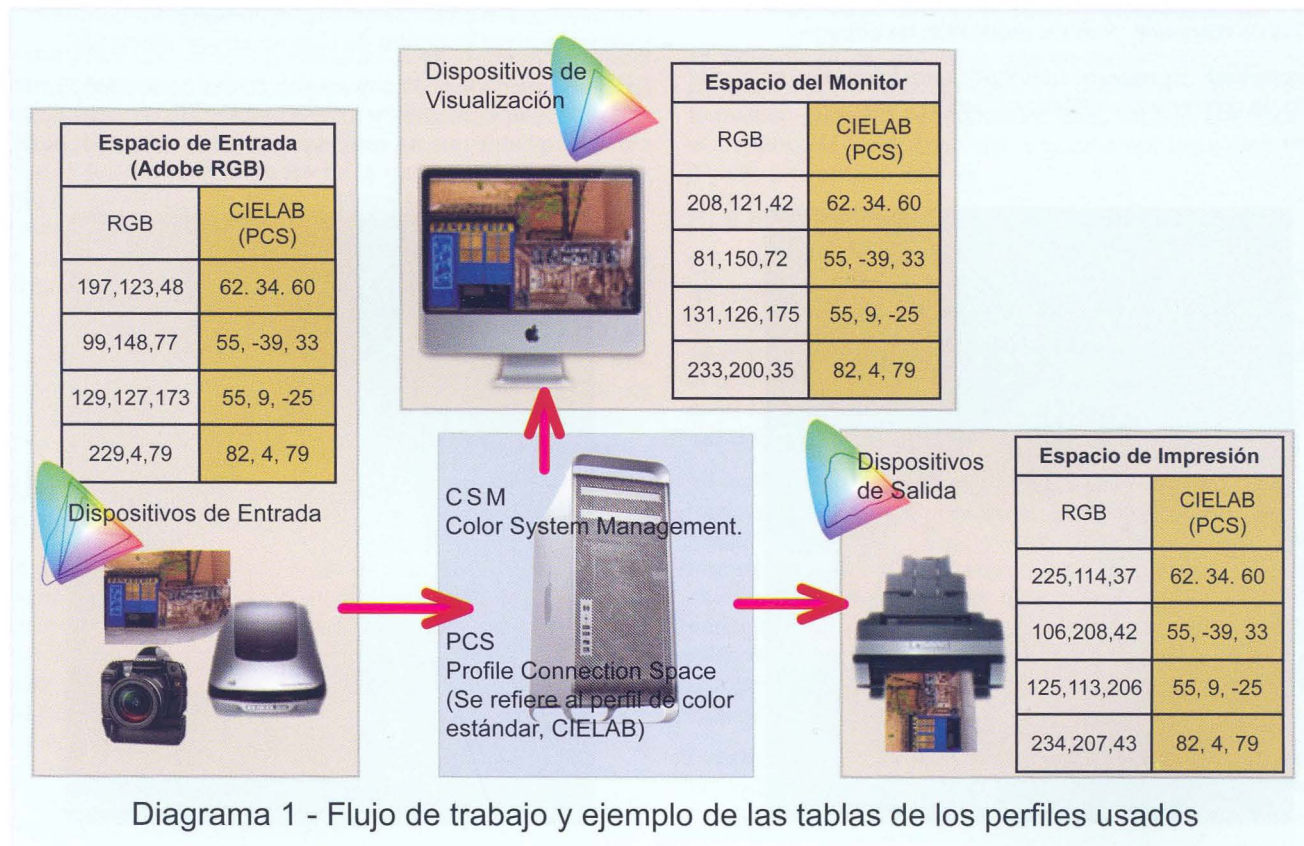 Espacio de Entrada
(Adobe RGB)
RGB
CIELAB
(PCS)
197,123,48
62. 34. 60
99,148,77
55, -39, 33
129,127,173
55, 9, -25
229,4,79
82, 4, 79
Dispositivos de Entrada
Dispositivos de
Visualización
Espacio del Monitor
RGB
CIELAB
(PCS)
208,121,42
62. 34. 60
81,150,72
55, -39, 33
131,126,175
55, 9, -25
233,200,35
82, 4, 79
CSM
Color System Management.
PCS
Profile Connection Space
(Se refiere al perfil de color
estándar, CIELAB)
Dispositivos
de Salida
Espacio de Impresión
RGB
CIELAB
(PCS)
225,114,37
62. 34. 60
106,208,42
55, -39, 33
125,113,206
55, 9, -25
234,207,43
82, 4, 79
Diagrama 1 - Flujo de trabajo y ejemplo de las tablas de los perfiles usados